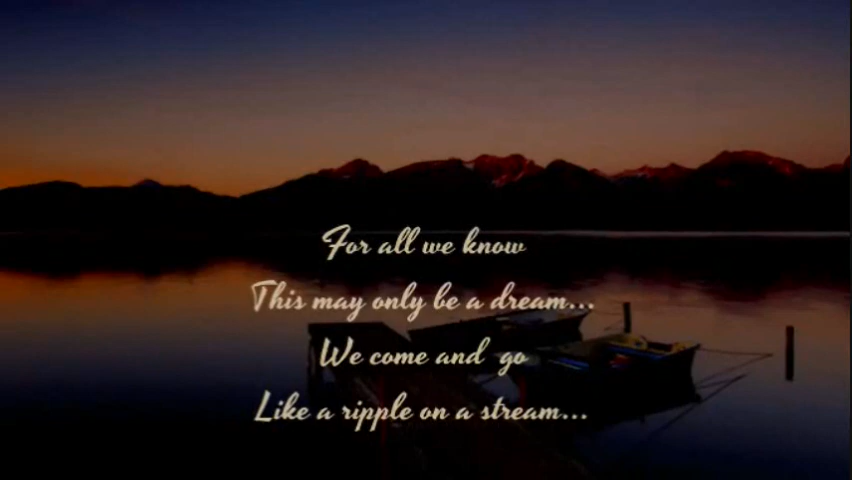 For all we know
This may only be a dream...
We come and go
Like a ripple on a stream...